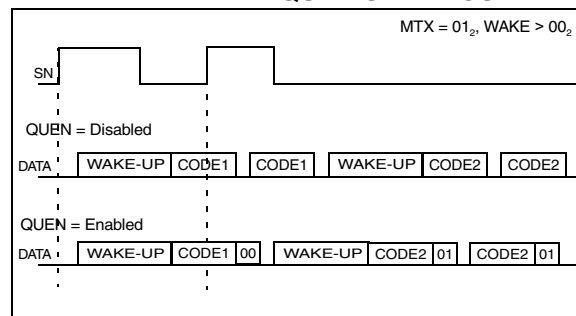 MTX = 01₂, WAKE > 00₂
SN
QUEN = Disabled
DATA WAKE-UP CODE1 CODE1 WAKE-UP CODE2 CODE2
QUEN = Enabled
DATA WAKE-UP CODE1 00 WAKE-UP CODE2 01 CODE2 01